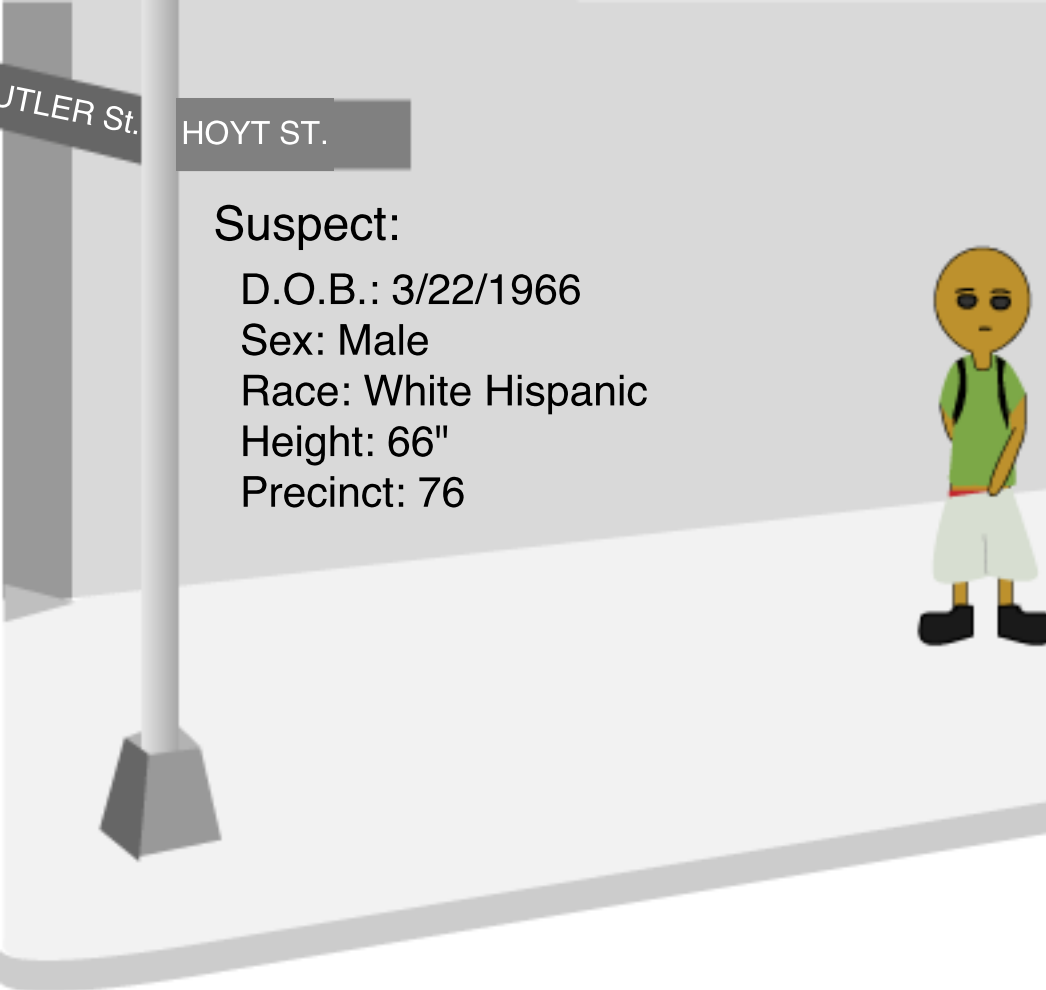 UTLER St.
HOYT ST.
Suspect:
D.O.B.: 3/22/1966
Sex: Male
Race: White Hispanic
Height: 66"
Precinct: 76